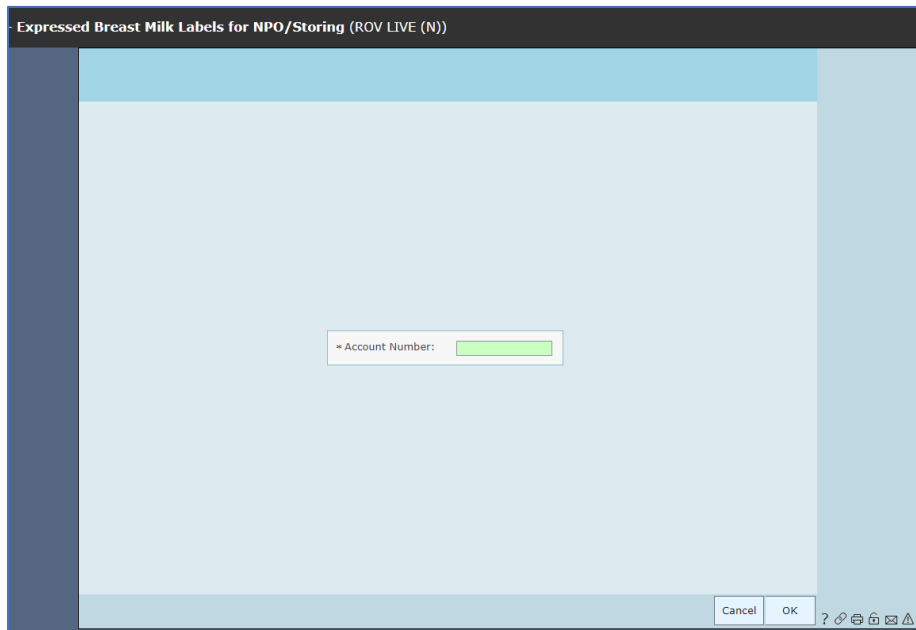 - Expressed Breast Milk Labels for NPO/Storing (ROV LIVE (N))
* Account Number:
Cancel OK
?